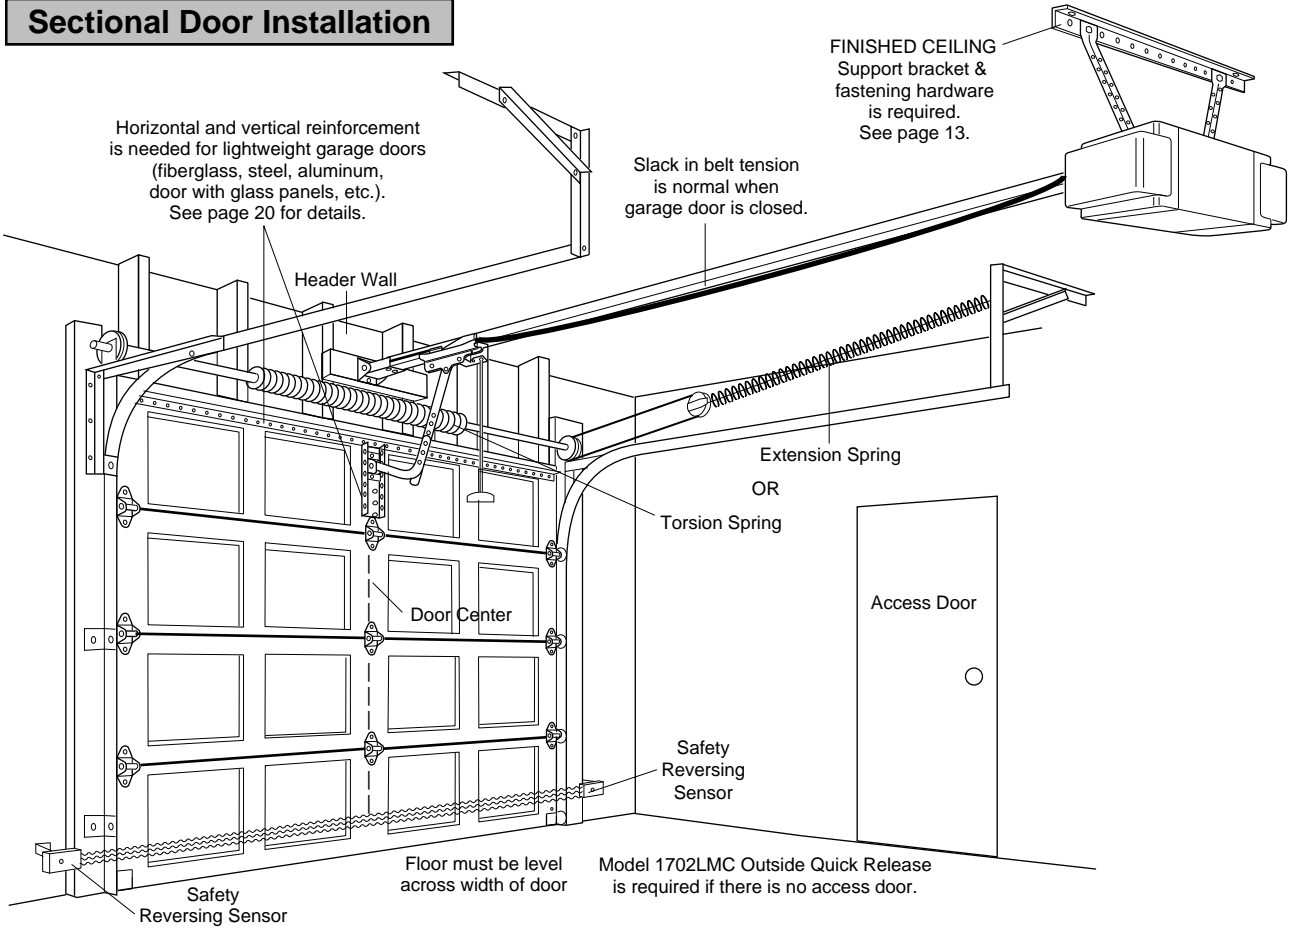 Sectional Door Installation
FINISHED CEILING
Support bracket &
fastening hardware
is required.
See page 13.
Horizontal and vertical reinforcement
is needed for lightweight garage doors
(fiberglass, steel, aluminum,
door with glass panels, etc.).
See page 20 for details.
Slack in belt tension
is normal when
garage door is closed.
Header Wall
Extension Spring
OR
Torsion Spring
Access Door
Door Center
Safety
Reversing
Sensor
Floor must be level
across width of door
Model 1702LMC Outside Quick Release
is required if there is no access door.
Safety
Reversing Sensor